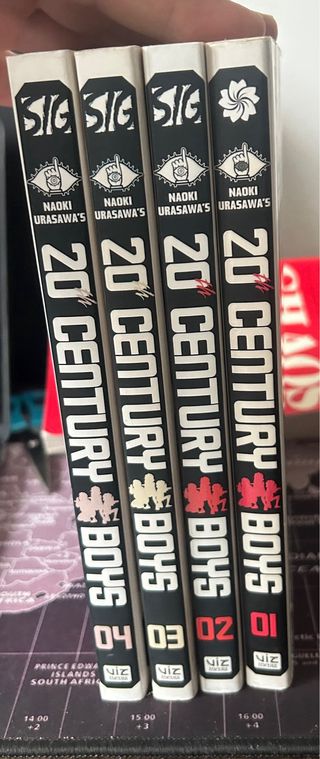 SIG
NAOKI
URASAWA'S
20th CENTURY BOYS
04
VIZ
SIG
NAOKI
URASAWA'S
20th CENTURY BOYS
03
VIZ
SIG
NAOKI
URASAWA'S
20th CENTURY BOYS
02
VIZ
NAOKI
URASAWA'S
20th CENTURY BOYS
01
VIZ
PRINCE EDWA
ISLANDS
SOUTH AFRICA
14 00
+2
15 00
+3
16 00
+4